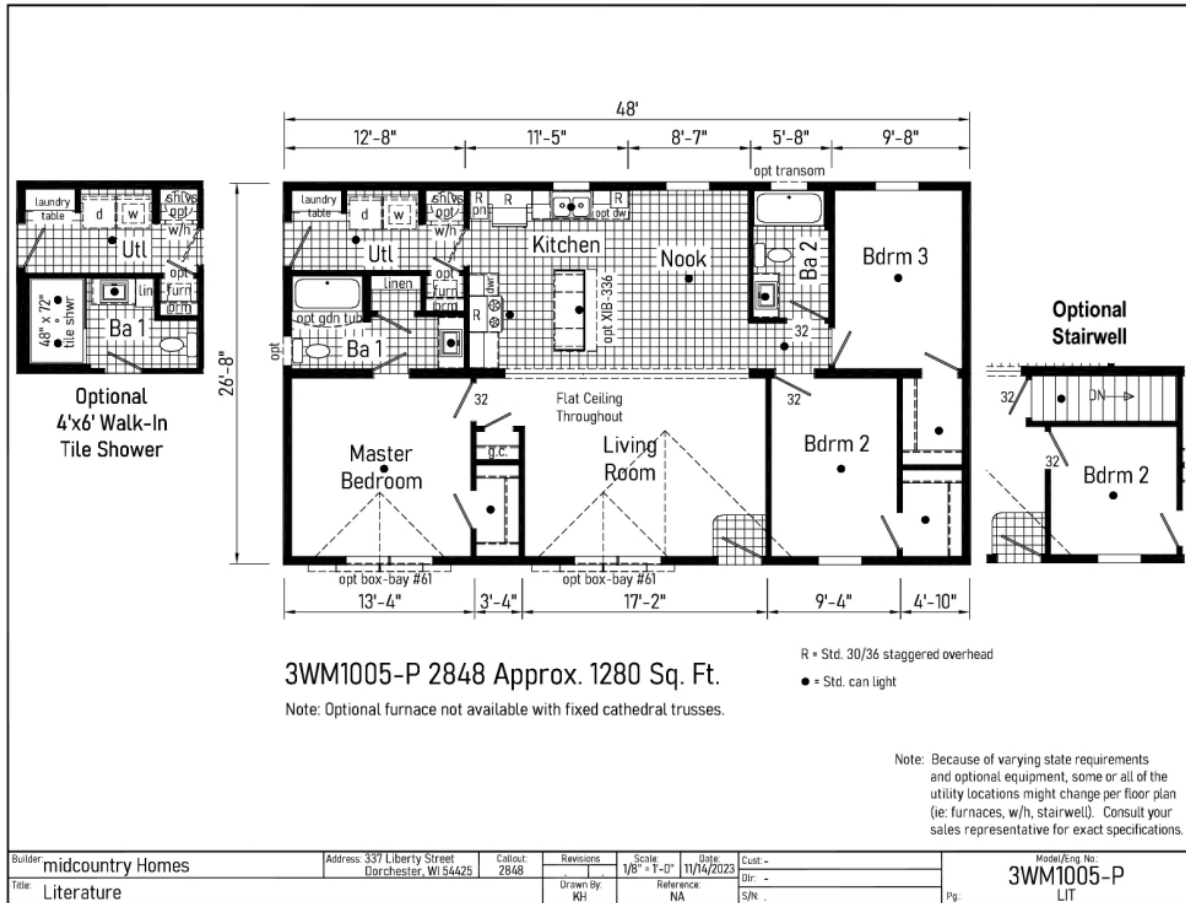 48'
12'-8"
11'-5"
8'-7"
5'-8"
9'-8"
opt transom
laundry
table
d
w
shlvs
opt
w/h
Utl
opt
furn
brm
48" x 72"
tile shwr
lin
Ba 1
Optional
4'x6' Walk-In
Tile Shower
26'-8"
laundry
table
d
w
shlvs
opt
w/h
Utl
opt
furn
brm
linen
opt gdn tub
Ba 1
opt
R
pn
R
R
opt dw
Kitchen
Nook
dwr
R
opt XIB-336
Ba 2
32
Bdrm 3
Master
Bedroom
32
g.c.
Flat Ceiling
Throughout
Living
Room
32
Bdrm 2
opt box-bay #61
opt box-bay #61
13'-4"
3'-4"
17'-2"
9'-4"
4'-10"
Optional
Stairwell
32
DN
32
Bdrm 2
3WM1005-P 2848 Approx. 1280 Sq. Ft.
Note: Optional furnace not available with fixed cathedral trusses.
R = Std. 30/36 staggered overhead
● = Std. can light
Note: Because of varying state requirements
and optional equipment, some or all of the
utility locations might change per floor plan
(ie: furnaces, w/h, stairwell). Consult your
sales representative for exact specifications.
Builder: midcountry Homes
Address: 337 Liberty Street
Dorchester, WI 54425
Callout:
2848
Revisions
Scale:
1/8" = 1'-0"
Date:
11/14/2023
Cust:-
Dlr: -
S/N: .
Model/Eng. No.:
3WM1005-P
Title: Literature
Drawn By:
KH
Reference:
NA
Pg.:
LIT